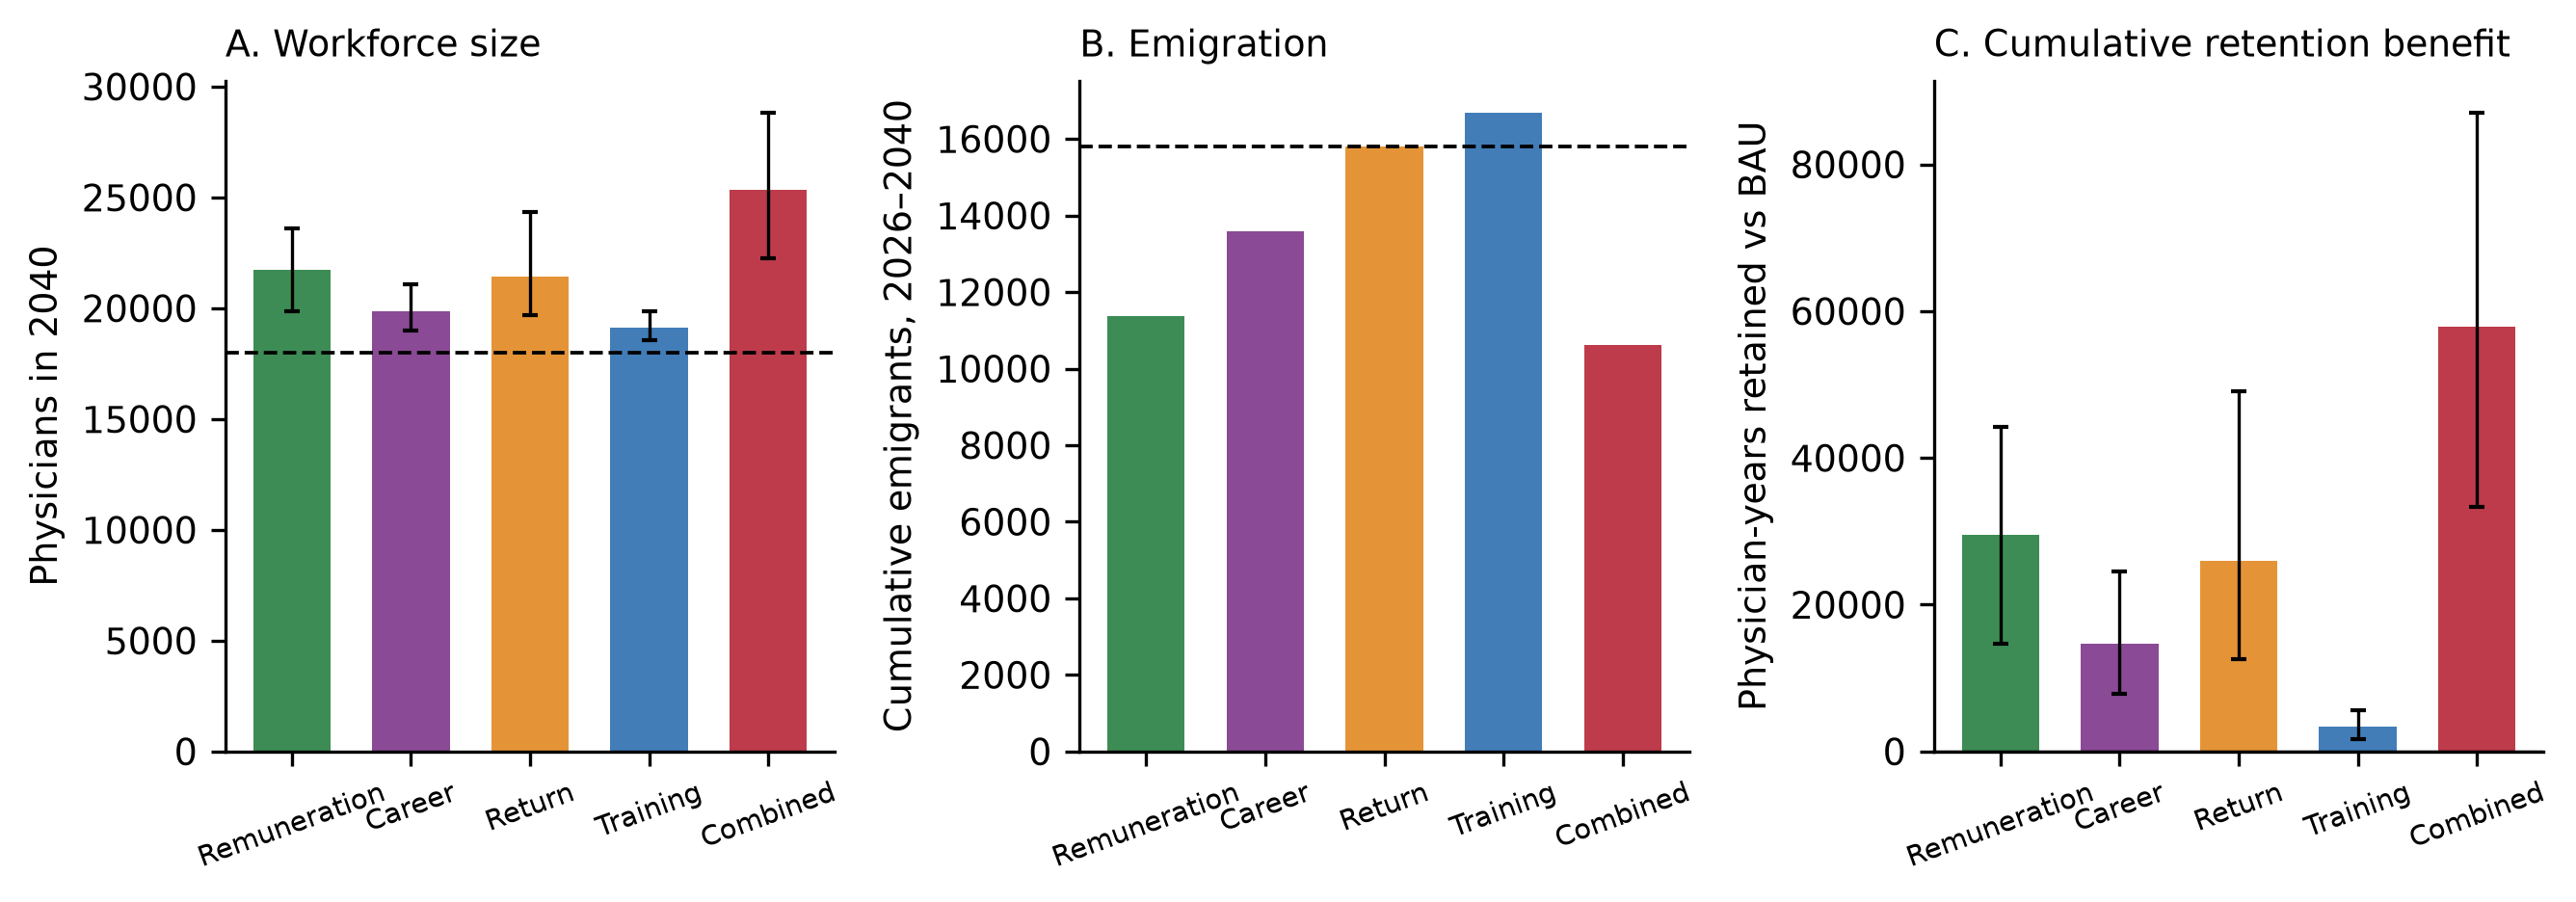 A. Workforce size
Physicians in 2040
30000
25000
20000
15000
10000
5000
0
Remuneration
Career
Return
Training
Combined
B. Emigration
Cumulative emigrants, 2026–2040
16000
14000
12000
10000
8000
6000
4000
2000
0
Remuneration
Career
Return
Training
Combined
C. Cumulative retention benefit
Physician-years retained vs BAU
80000
60000
40000
20000
0
Remuneration
Career
Return
Training
Combined